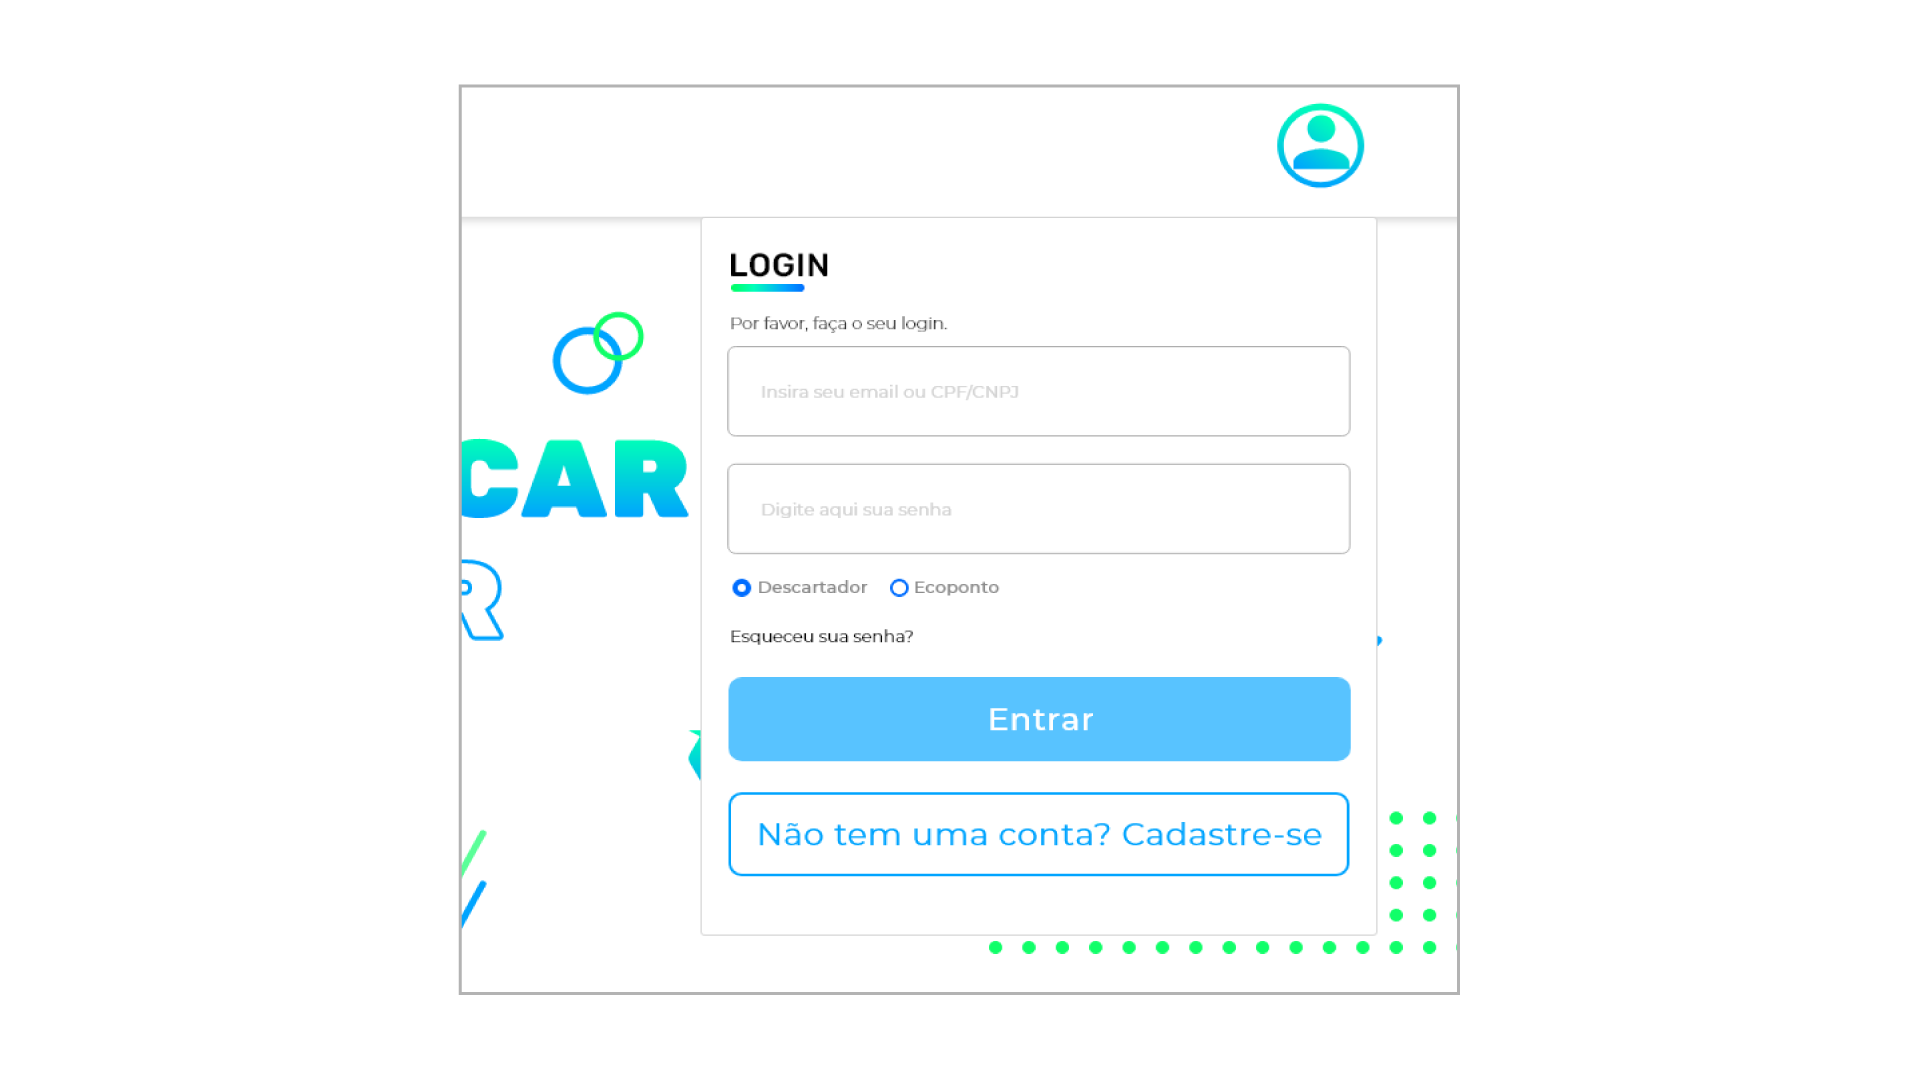 LOGIN
Por favor, faça o seu login.
Insira seu email ou CPF/CNPJ
CAR
Digite aqui sua senha
R
Descartador Ecoponto
Esqueceu sua senha?
Entrar
Não tem uma conta? Cadastre-se